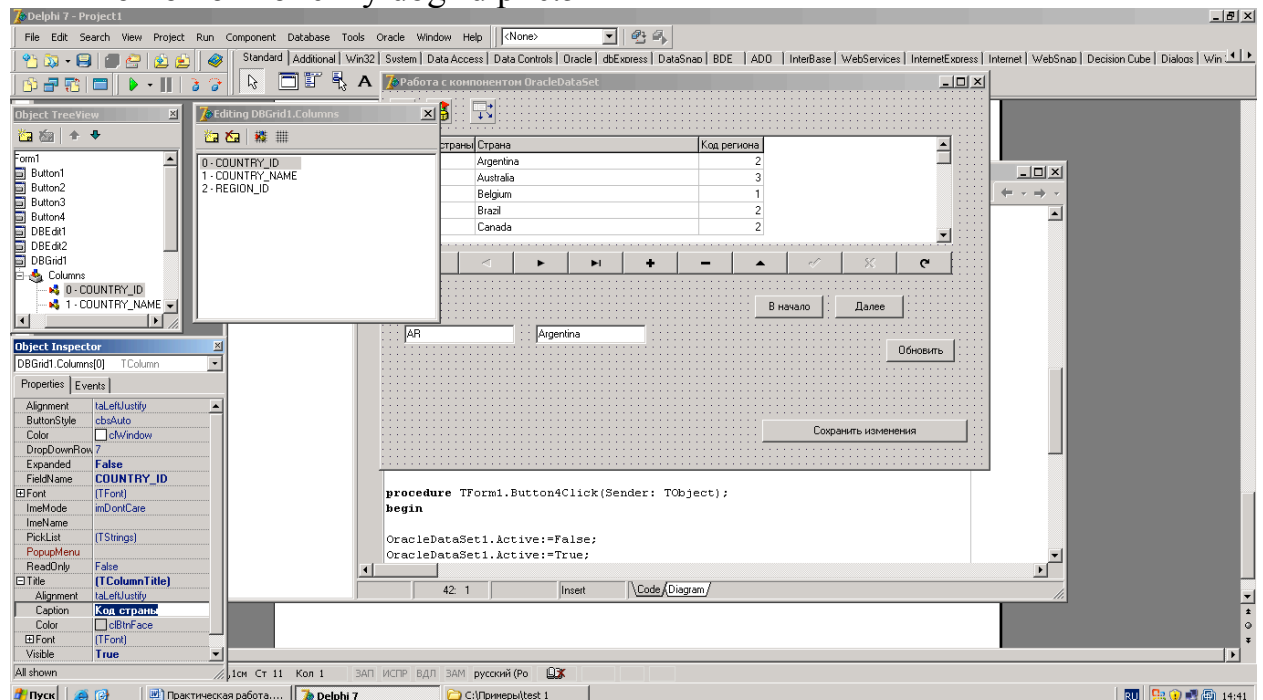 Delphi 7 - Project1
File Edit Search View Project Run Component Database Tools Oracle Window Help <None>
Standard Additional Win32 System Data Access Data Controls Oracle dbExpress DataSnap BDE ADO InterBase WebServices InternetExpress Internet WebSnap Decision Cube Dialogs Win
Работа с компонентом OracleDataSet
Object TreeView
Form1
Button1
Button2
Button3
Button4
DBEdit1
DBEdit2
DBGrid1
Columns
0 - COUNTRY_ID
1 - COUNTRY_NAME
Editing DBGrid1.Columns
0 - COUNTRY_ID
1 - COUNTRY_NAME
2 - REGION_ID
страны Страна Код региона
Argentina 2
Australia 3
Belgium 1
Brazil 2
Canada 2
В начало Далее
AR Argentina
Обновить
Сохранить изменения
Object Inspector
DBGrid1.Columns[0] TColumn
Properties Events
Alignment taLeftJustify
ButtonStyle cbsAuto
Color clWindow
DropDownRow 7
Expanded False
FieldName COUNTRY_ID
Font (TFont)
ImeMode imDontCare
ImeName
PickList (TStrings)
PopupMenu
ReadOnly False
Title (TColumnTitle)
Alignment taLeftJustify
Caption Код страны
Color clBtnFace
Font (TFont)
Visible True
All shown
procedure TForm1.Button4Click(Sender: TObject);
begin
OracleDataSet1.Active:=False;
OracleDataSet1.Active:=True;
42: 1 Insert Code Diagram
,1см Ст 11 Кол 1 ЗАП ИСПР ВДЛ ЗАМ русский (Ро
Пуск Практическая работа.... Delphi 7 C:\Примеры\test 1 RU 14:41